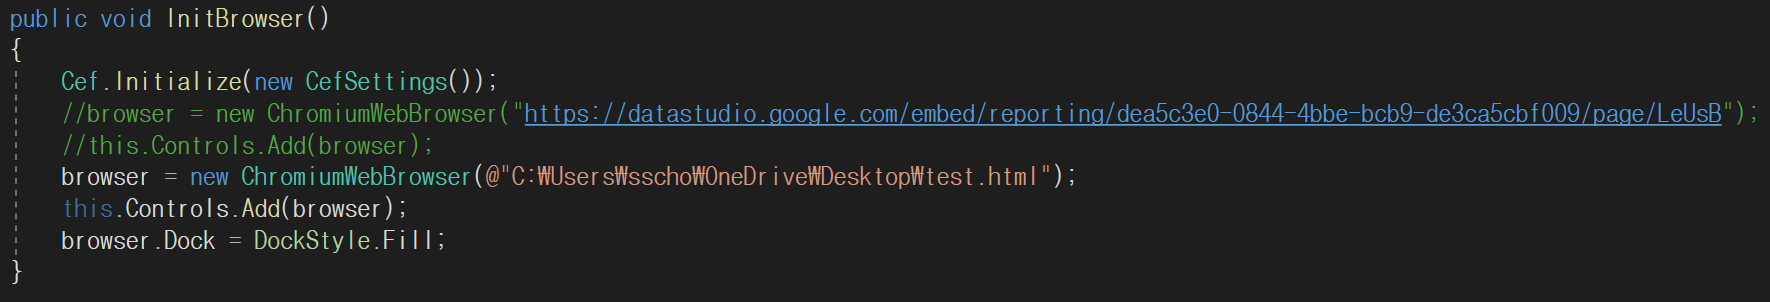 public void InitBrowser()
{
Cef.Initialize(new CefSettings());
//browser = new ChromiumWebBrowser("https://datastudio.google.com/embed/reporting/dea5c3e0-0844-4bbe-bcb9-de3ca5cbf009/page/LeUsB");
//this.Controls.Add(browser);
browser = new ChromiumWebBrowser(@"C:₩Users₩sscho₩OneDrive₩Desktop₩test.html");
this.Controls.Add(browser);
browser.Dock = DockStyle.Fill;
}